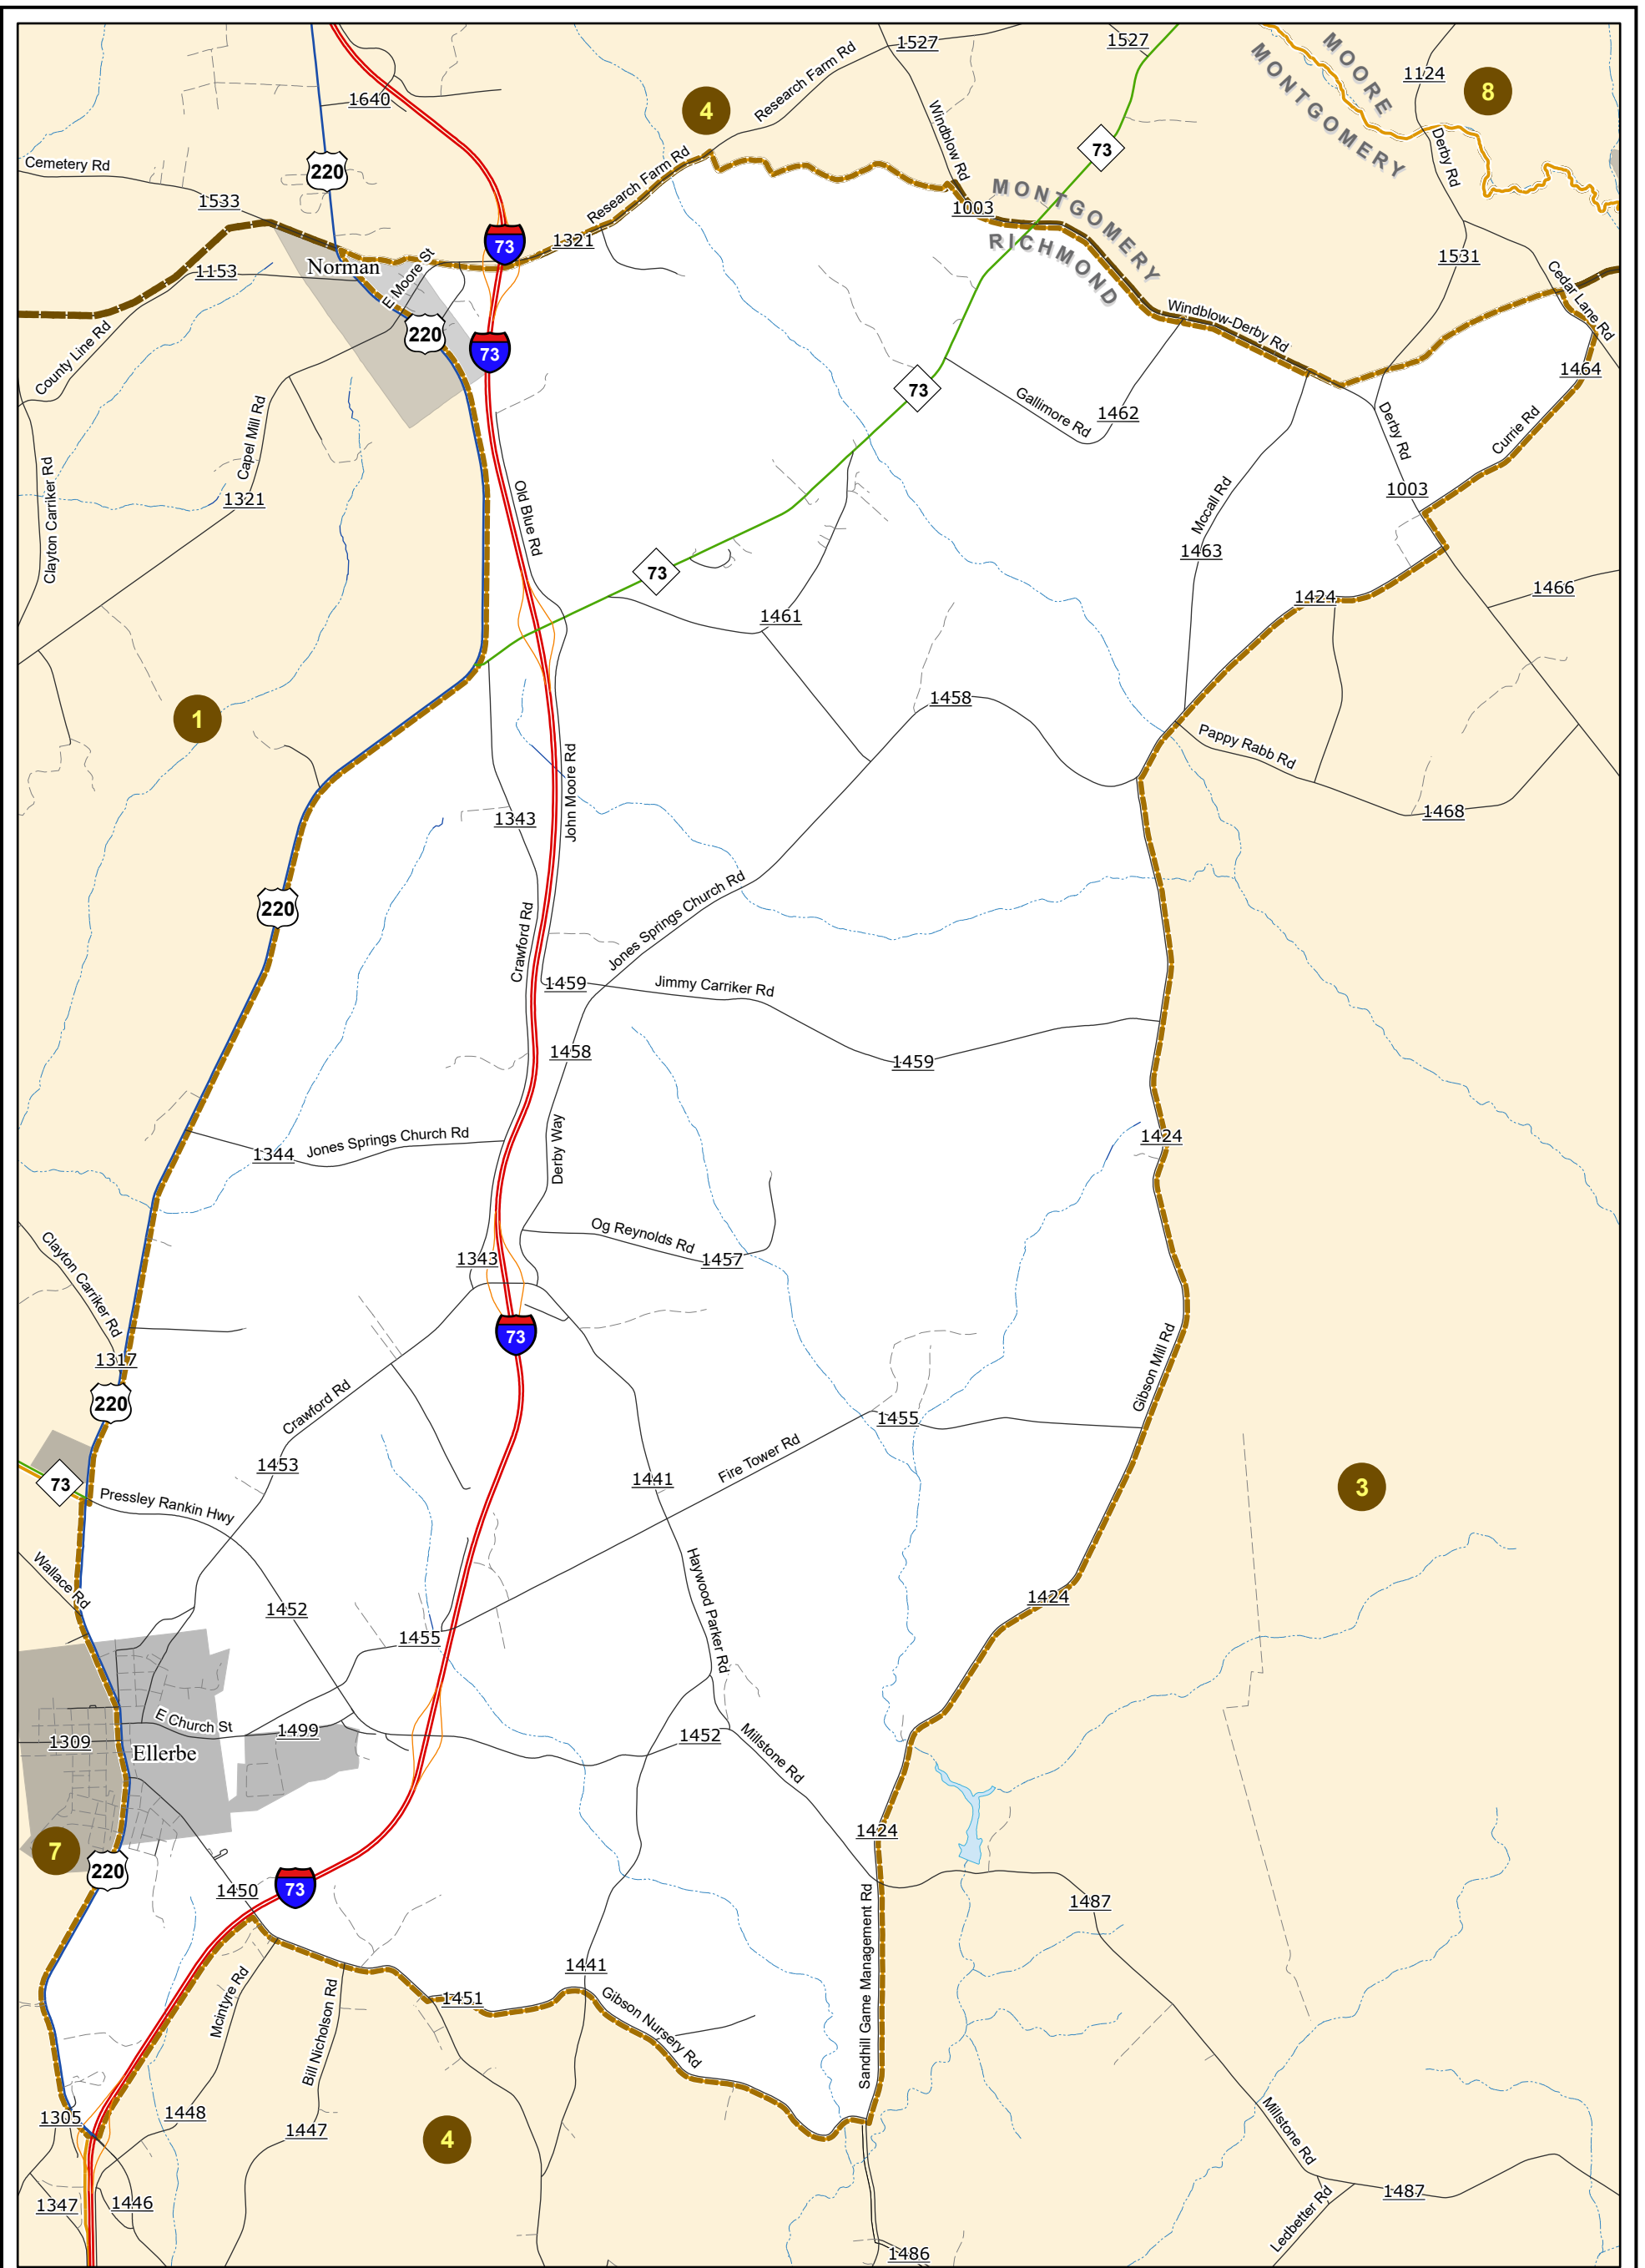 1527
1527
MOORE
MONTGOMERY
1124
8
1640
4
Research Farm Rd
Windblow Rd
73
Derby Rd
Cemetery Rd
220
1533
Research Farm Rd
1003
MONTGOMERY
RICHMOND
73
1321
1531
Norman
1153
E Moore St
Cedar Lane Rd
220
73
County Line Rd
Windblow-Derby Rd
1464
73
Gallimore Rd
1462
Derby Rd
Currie Rd
Capel Mill Rd
1321
Clayton Carriker Rd
Old Blue Rd
Mccall Rd
1003
1463
73
1466
1424
1461
1
1458
Pappy Rabb Rd
1343
John Moore Rd
1468
220
Jones Springs Church Rd
Crawford Rd
1459
Jimmy Carriker Rd
1458
1459
Derby Way
1424
1344
Jones Springs Church Rd
Og Reynolds Rd
1343
1457
Clayton Carriker Rd
73
1317
Gibson Mill Rd
220
Crawford Rd
1455
1453
1441
Fire Tower Rd
73
Pressley Rankin Hwy
3
Wallace Rd
1452
Haywood Parker Rd
1424
1455
E Church St
1499
1309
Ellerbe
1452
Millstone Rd
7
1424
220
73
1450
1487
Sandhill Game Management Rd
1441
1451
Mcintyre Rd
Bill Nicholson Rd
Gibson Nursery Rd
1305
1448
1447
4
Millstone Rd
1347
1446
1487
Ledbetter Rd
1486